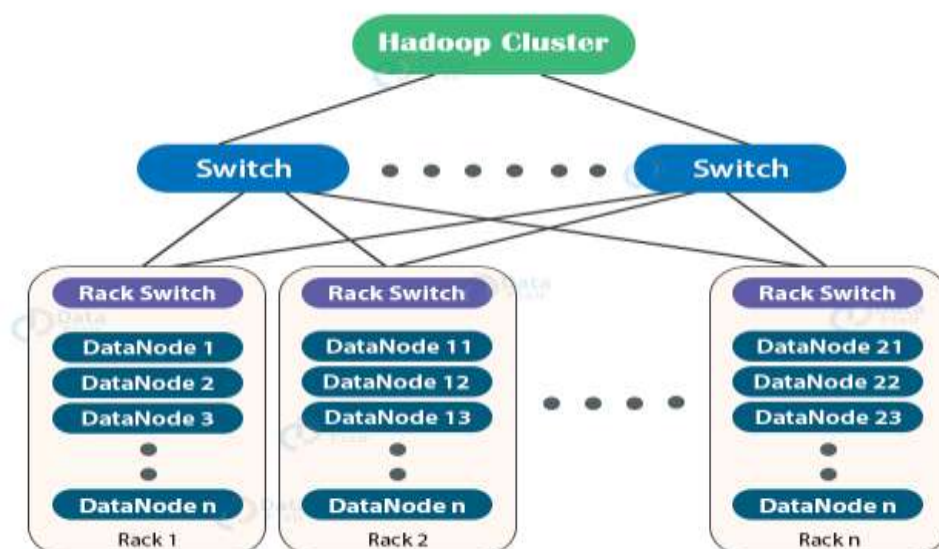 Hadoop Cluster
Switch
Switch
Rack Switch
DataNode 1
DataNode 2
DataNode 3
DataNode n
Rack 1
Rack Switch
DataNode 11
DataNode 12
DataNode 13
DataNode n
Rack 2
Rack Switch
DataNode 21
DataNode 22
DataNode 23
DataNode n
Rack n